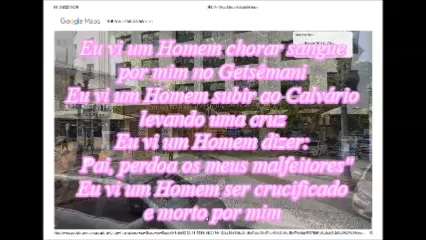 Google Maps
Eu vi um Homem chorar sangue
por mim no Getsêmani
Eu vi um Homem subir ao Calvário
levando uma cruz
Eu vi um Homem dizer:
Pai, perdoa os meus malfeitores"
Eu vi um Homem ser crucificado
e morto por mim